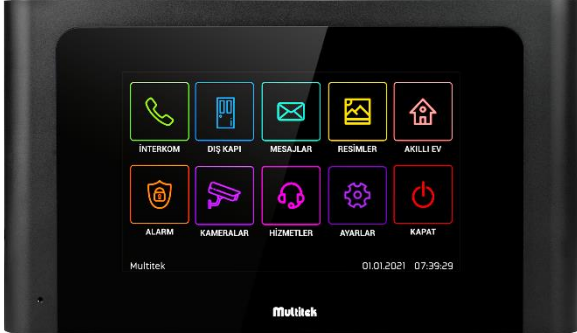 İNTERKOM DIŞ KAPI MESAJLAR RESİMLER AKILLI EV
ALARM KAMERALAR HİZMETLER AYARLAR KAPAT
Multitek 01.01.2021 07:39:29
Multitek